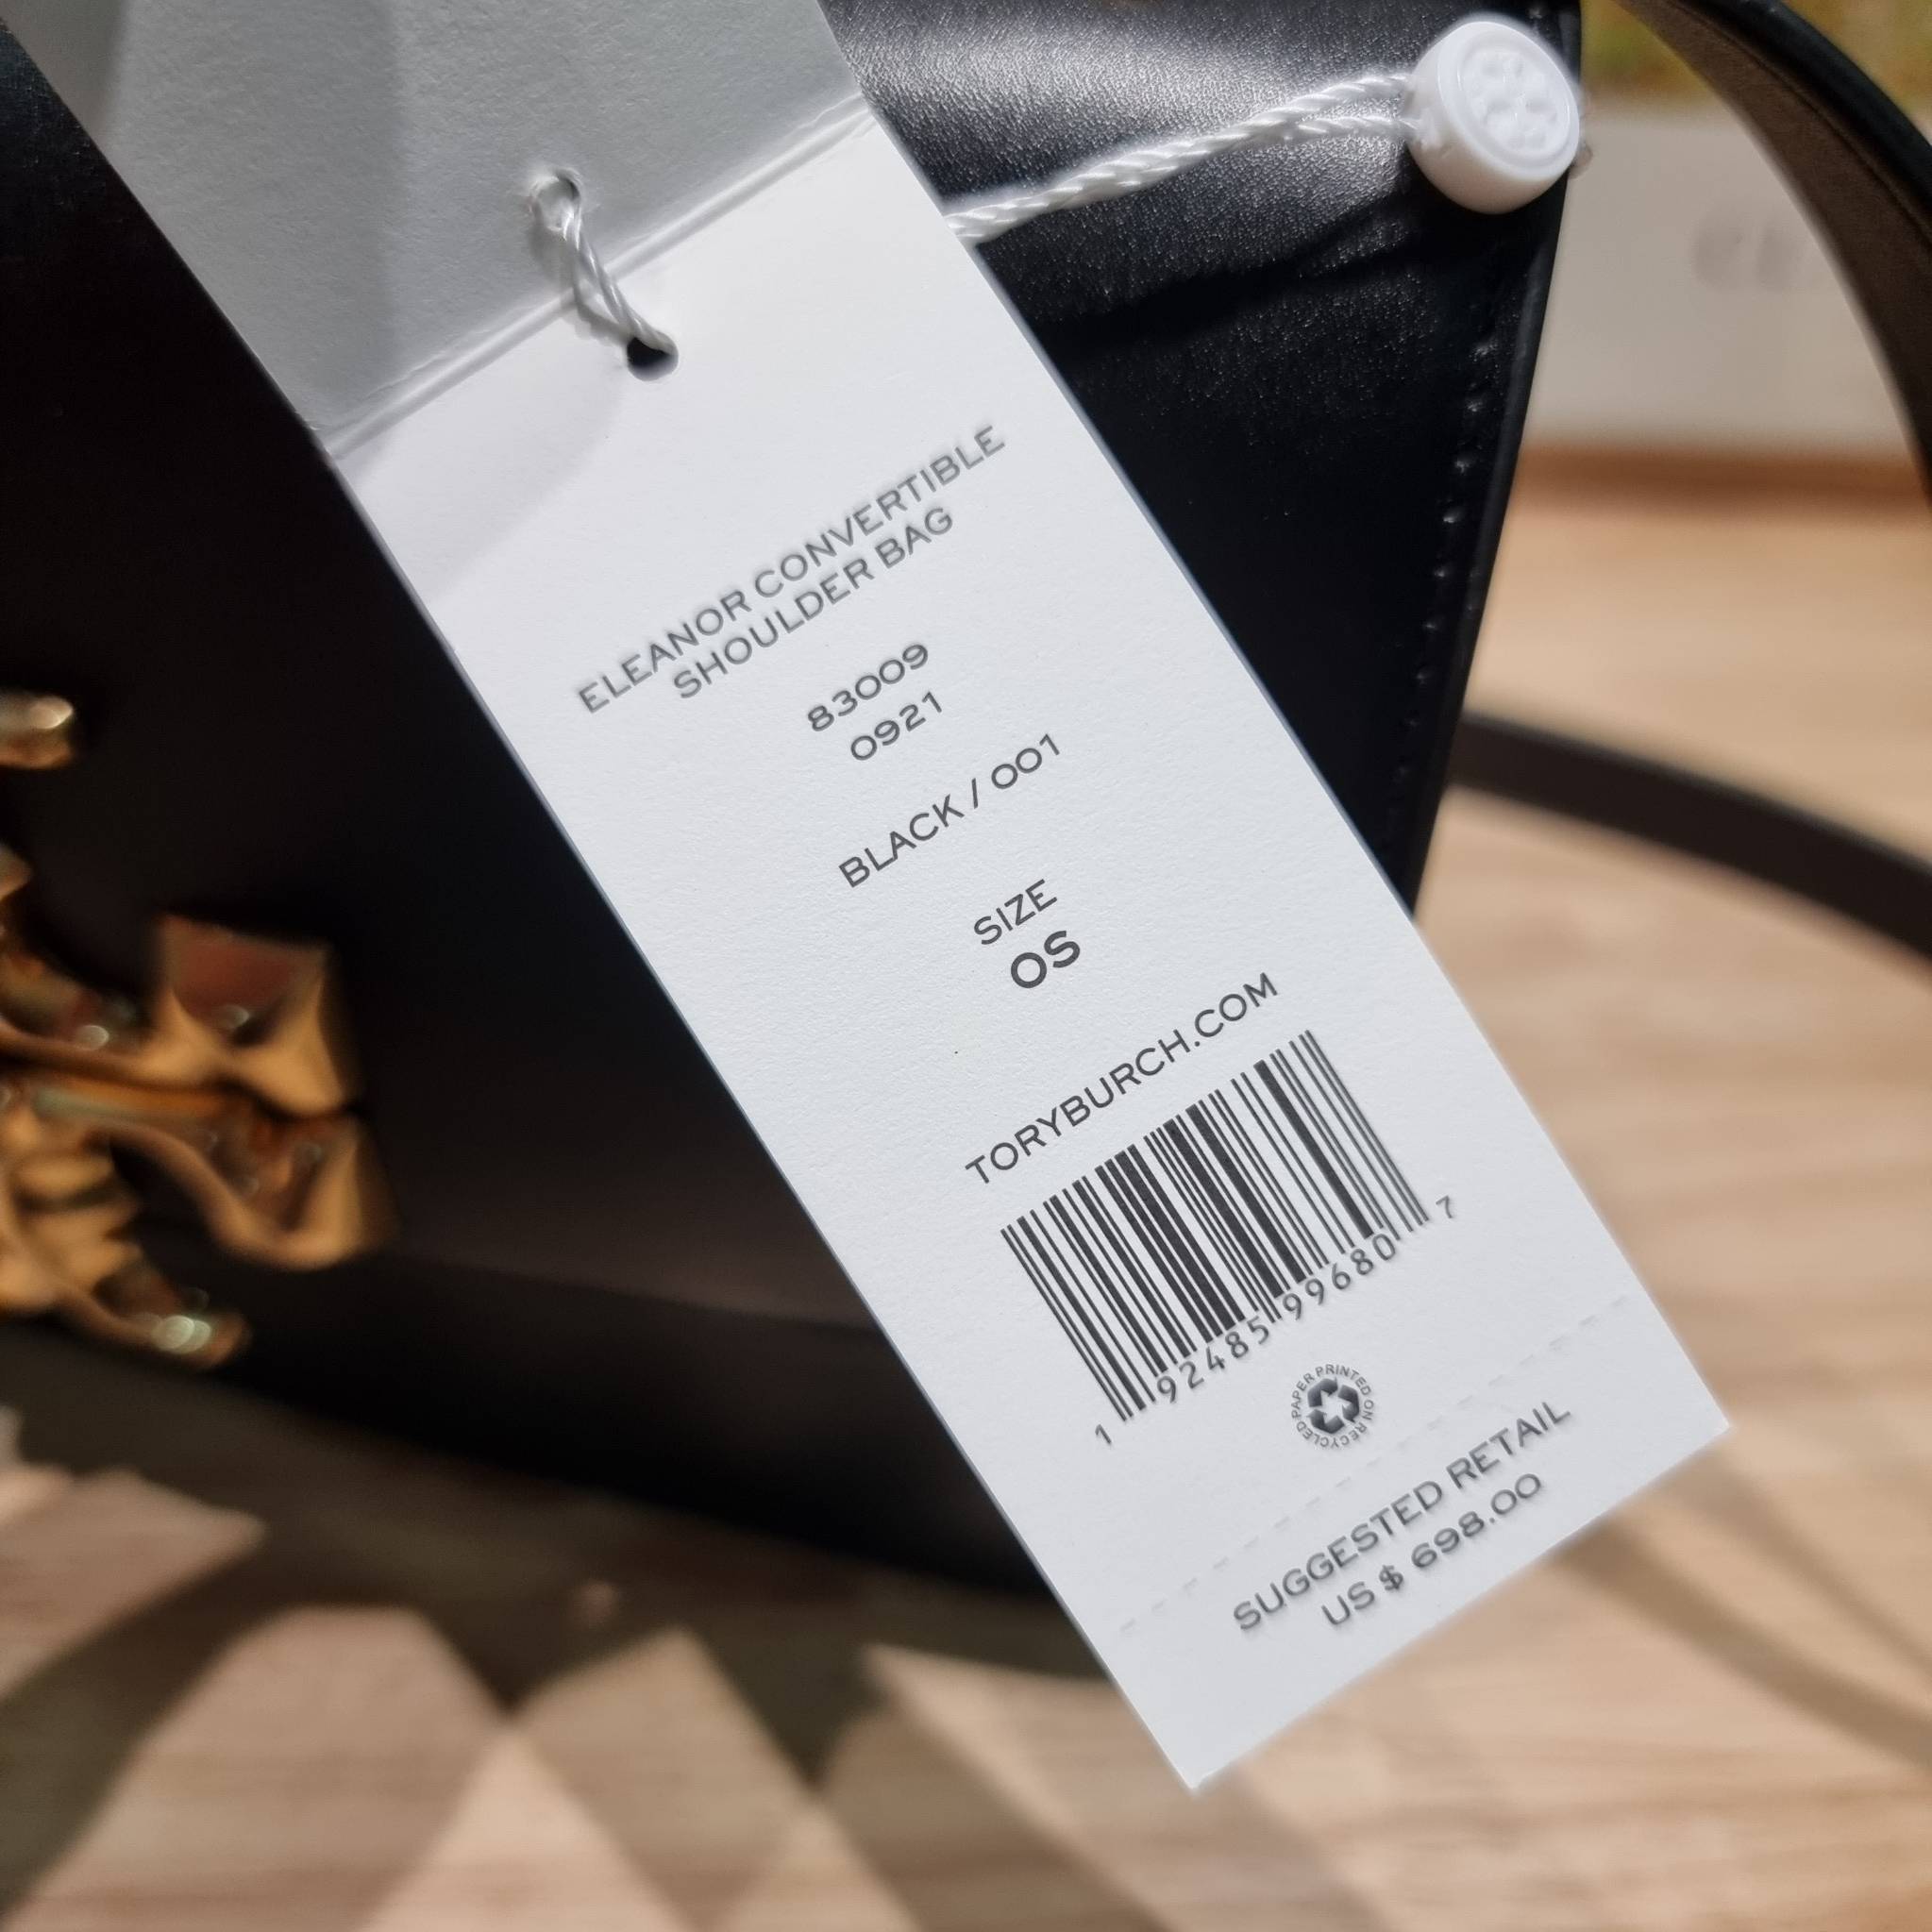 ELEANOR CONVERTIBLE
SHOULDER BAG
83009
0921
BLACK / 001
SIZE
OS
TORYBURCH.COM
1 92485 99680 7
PAPER PRINTED ON RECYCLED
SUGGESTED RETAIL
US $ 698.00